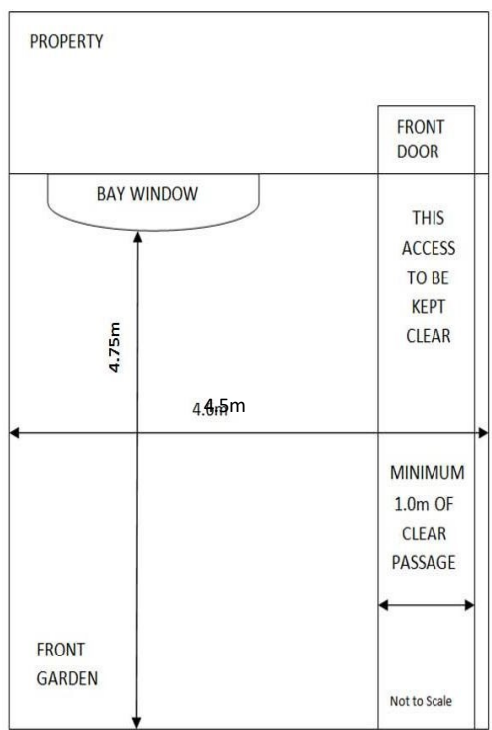 PROPERTY
FRONT
DOOR
BAY WINDOW
THIS
ACCESS
TO BE
KEPT
CLEAR
4.75m
4.5m
MINIMUM
1.0m OF
CLEAR
PASSAGE
FRONT
GARDEN
Not to Scale